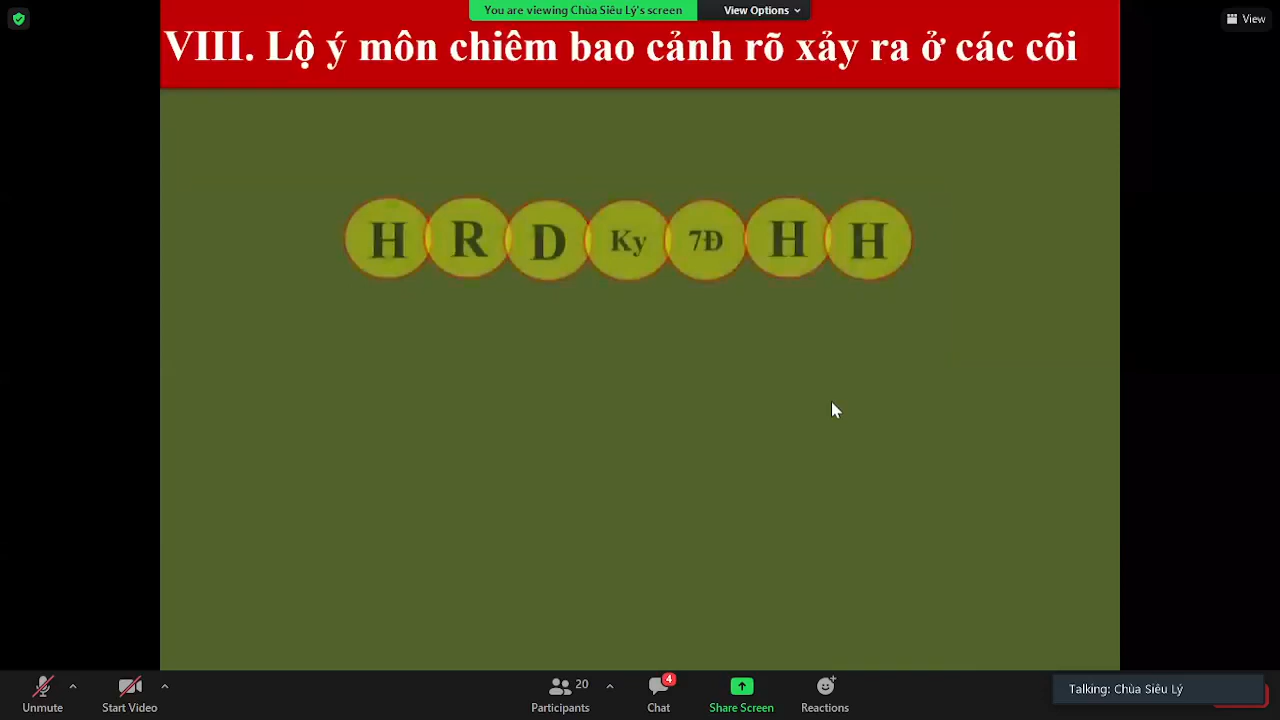 You are viewing Chùa Siêu Lý's screen
View Options
View
VIII. Lộ ý môn chiêm bao cảnh rõ xảy ra ở các cõi
H R D Ky 7Đ H H
Unmute
Start Video
20
Participants
4
Chat
Share Screen
Reactions
Talking: Chùa Siêu Lý